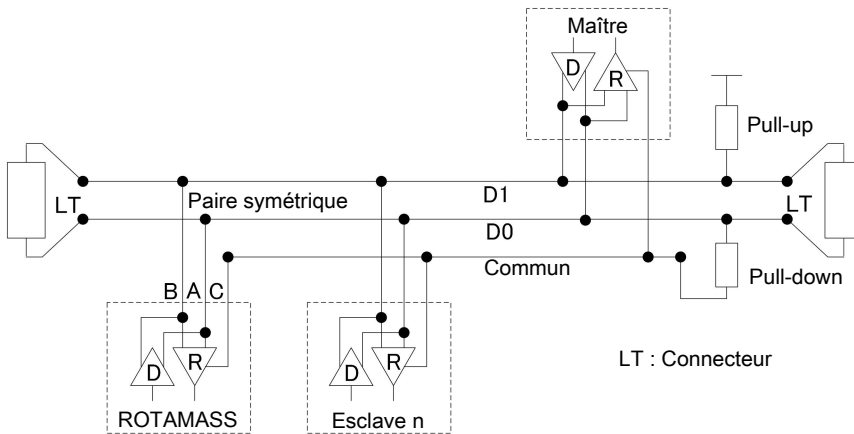 Maître
D
R
Pull-up
LT
Paire symétrique
D1
LT
D0
Commun
B A C
Pull-down
D
R
D
R
LT : Connecteur
ROTAMASS
Esclave n